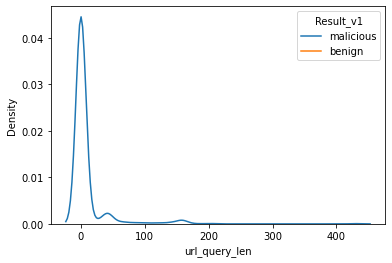 Result_v1
malicious
benign
0.04
0.03
0.02
0.01
0.00
Density
0 100 200 300 400
url_query_len